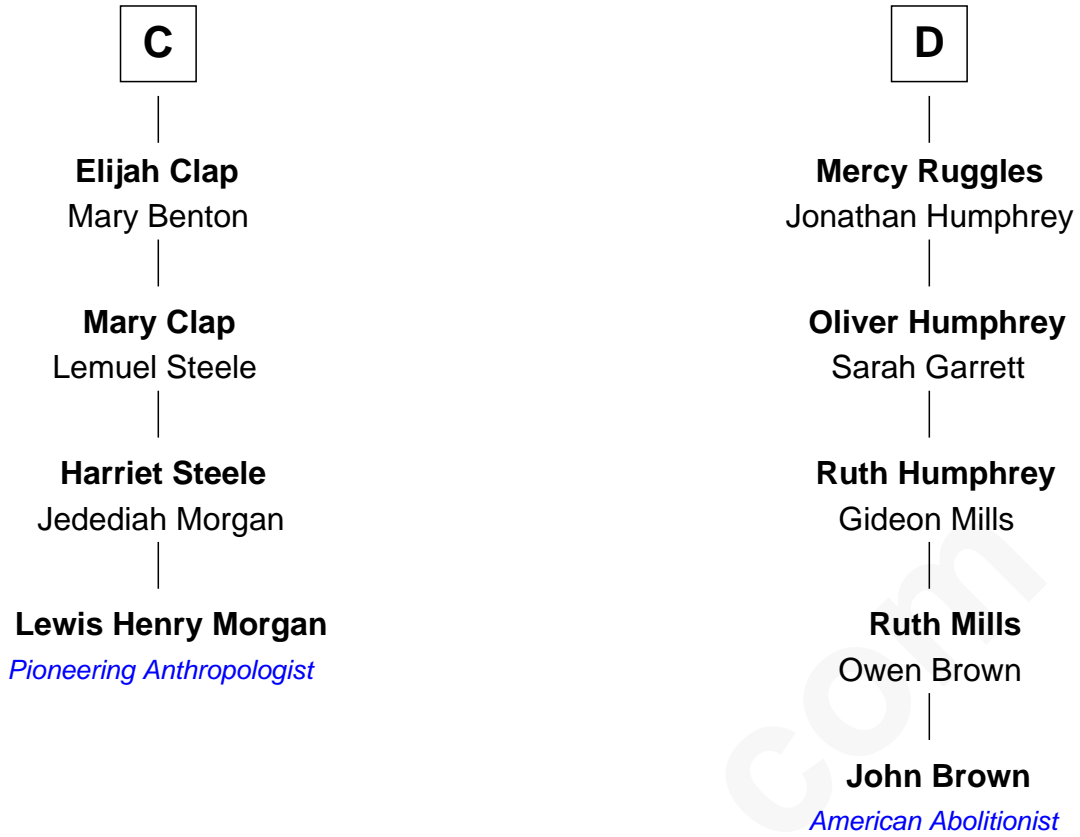 C
Elijah Clap
Mary Benton
Mary Clap
Lemuel Steele
Harriet Steele
Jedediah Morgan
Lewis Henry Morgan
Pioneering Anthropologist
D
Mercy Ruggles
Jonathan Humphrey
Oliver Humphrey
Sarah Garrett
Ruth Humphrey
Gideon Mills
Ruth Mills
Owen Brown
John Brown
American Abolitionist
com